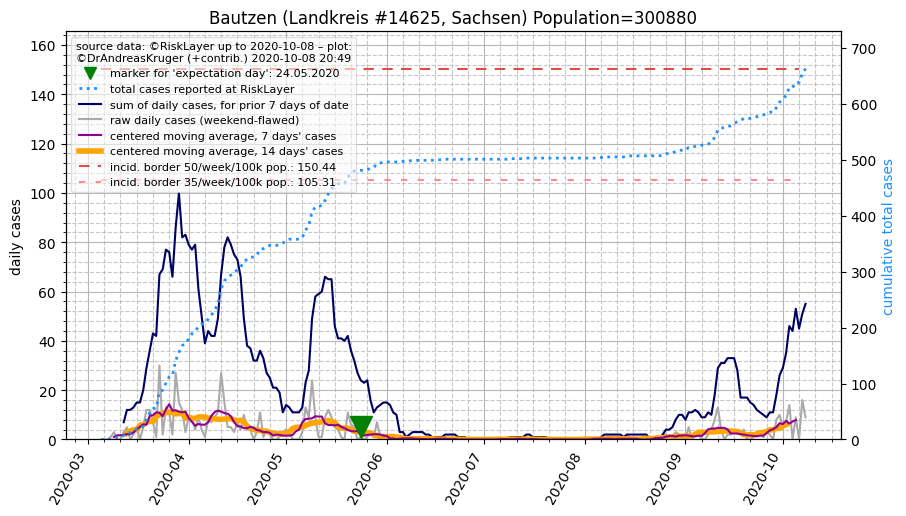 Bautzen (Landkreis #14625, Sachsen) Population=300880
source data: ©RiskLayer up to 2020-10-08 – plot:
©DrAndreasKruger (+contrib.) 2020-10-08 20:49
marker for 'expectation day': 24.05.2020
total cases reported at RiskLayer
sum of daily cases, for prior 7 days of date
raw daily cases (weekend-flawed)
centered moving average, 7 days' cases
centered moving average, 14 days' cases
incid. border 50/week/100k pop.: 150.44
incid. border 35/week/100k pop.: 105.31
daily cases
160
140
120
100
80
60
40
20
0
cumulative total cases
700
600
500
400
300
200
100
0
2020-03
2020-04
2020-05
2020-06
2020-07
2020-08
2020-09
2020-10